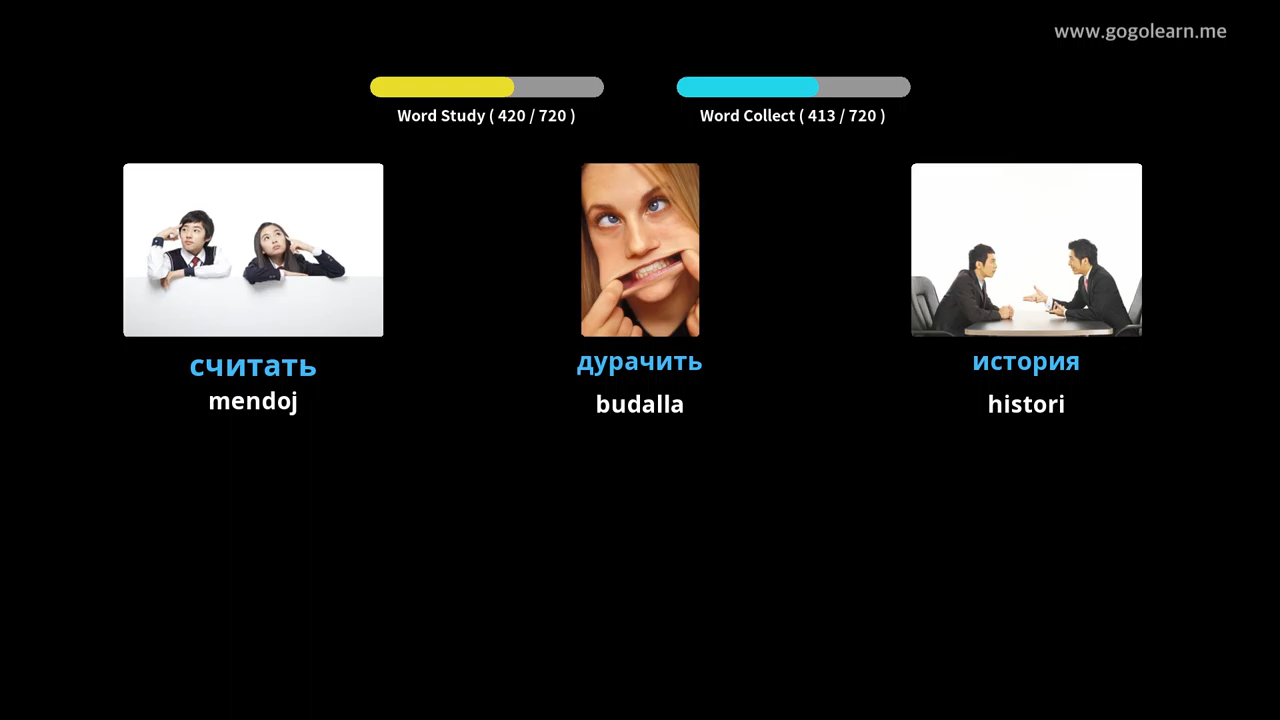 www.gogolearn.me
Word Study ( 420 / 720 )
Word Collect ( 413 / 720 )
считать
mendoj
дурачить
budalla
история
histori